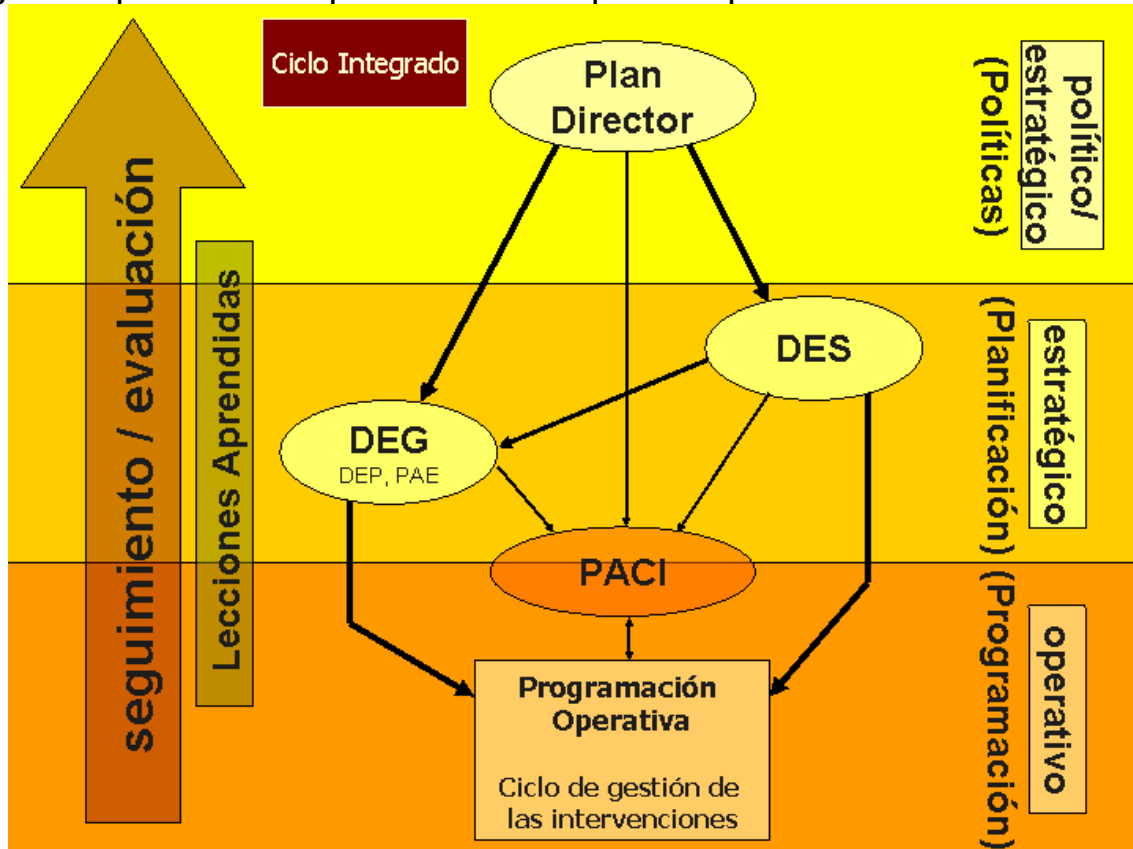 Ciclo Integrado
Plan
Director
político/
estratégico
(Políticas)
seguimiento / evaluación
Lecciones Aprendidas
DES
estratégico
(Planificación)
DEG
DEP, PAE
PACI
operativo
(Programación)
Programación
Operativa
Ciclo de gestión de
las intervenciones